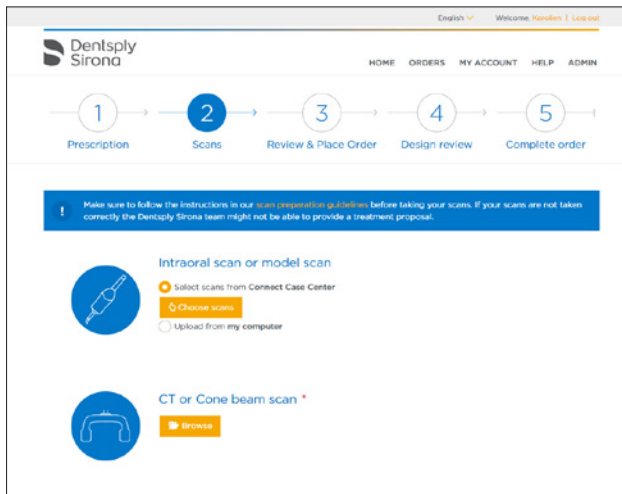 English Welcome, Karolien | Log out
Dentsply
Sirona
HOME ORDERS MY ACCOUNT HELP ADMIN
1 2 3 4 5
Prescription Scans Review & Place Order Design review Complete order
! Make sure to follow the instructions in our scan preparation guidelines before taking your scans. If your scans are not taken
correctly the Dentsply Sirona team might not be able to provide a treatment proposal.
Intraoral scan or model scan
Select scans from Connect Case Center
Choose scans
Upload from my computer
CT or Cone beam scan *
Browse